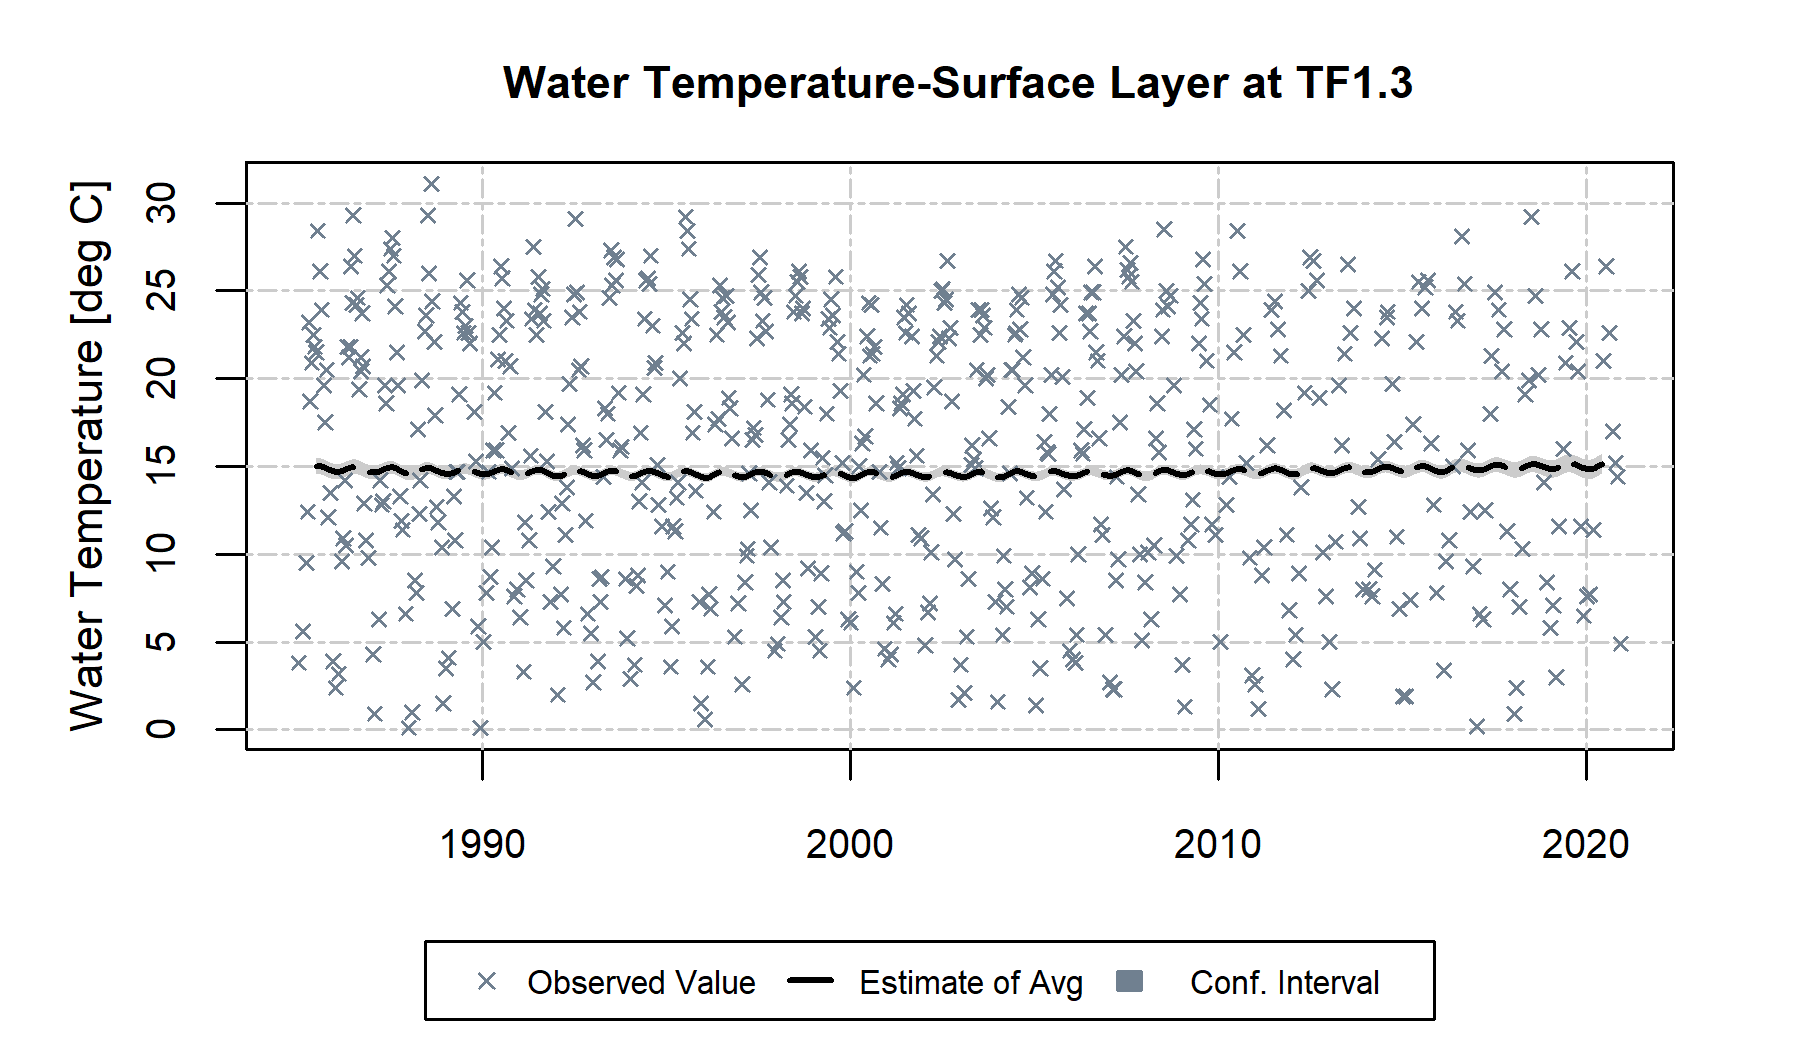 Water Temperature-Surface Layer at TF1.3
Water Temperature [deg C]
30
25
20
15
10
5
0
1990 2000 2010 2020
Observed Value Estimate of Avg Conf. Interval